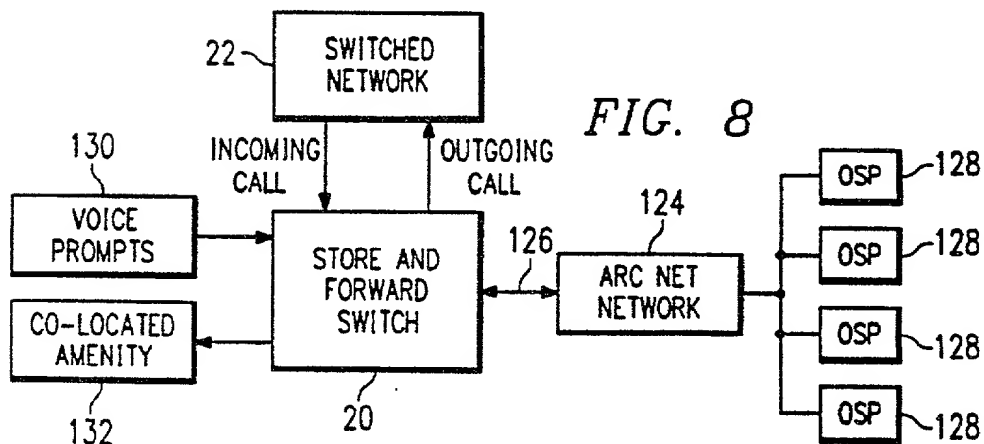 22
SWITCHED
NETWORK
FIG. 8
130
INCOMING
CALL
OUTGOING
CALL
VOICE
PROMPTS
STORE AND
FORWARD
SWITCH
126
124
ARC NET
NETWORK
CO-LOCATED
AMENITY
132
20
OSP
128
OSP
128
OSP
128
OSP
128